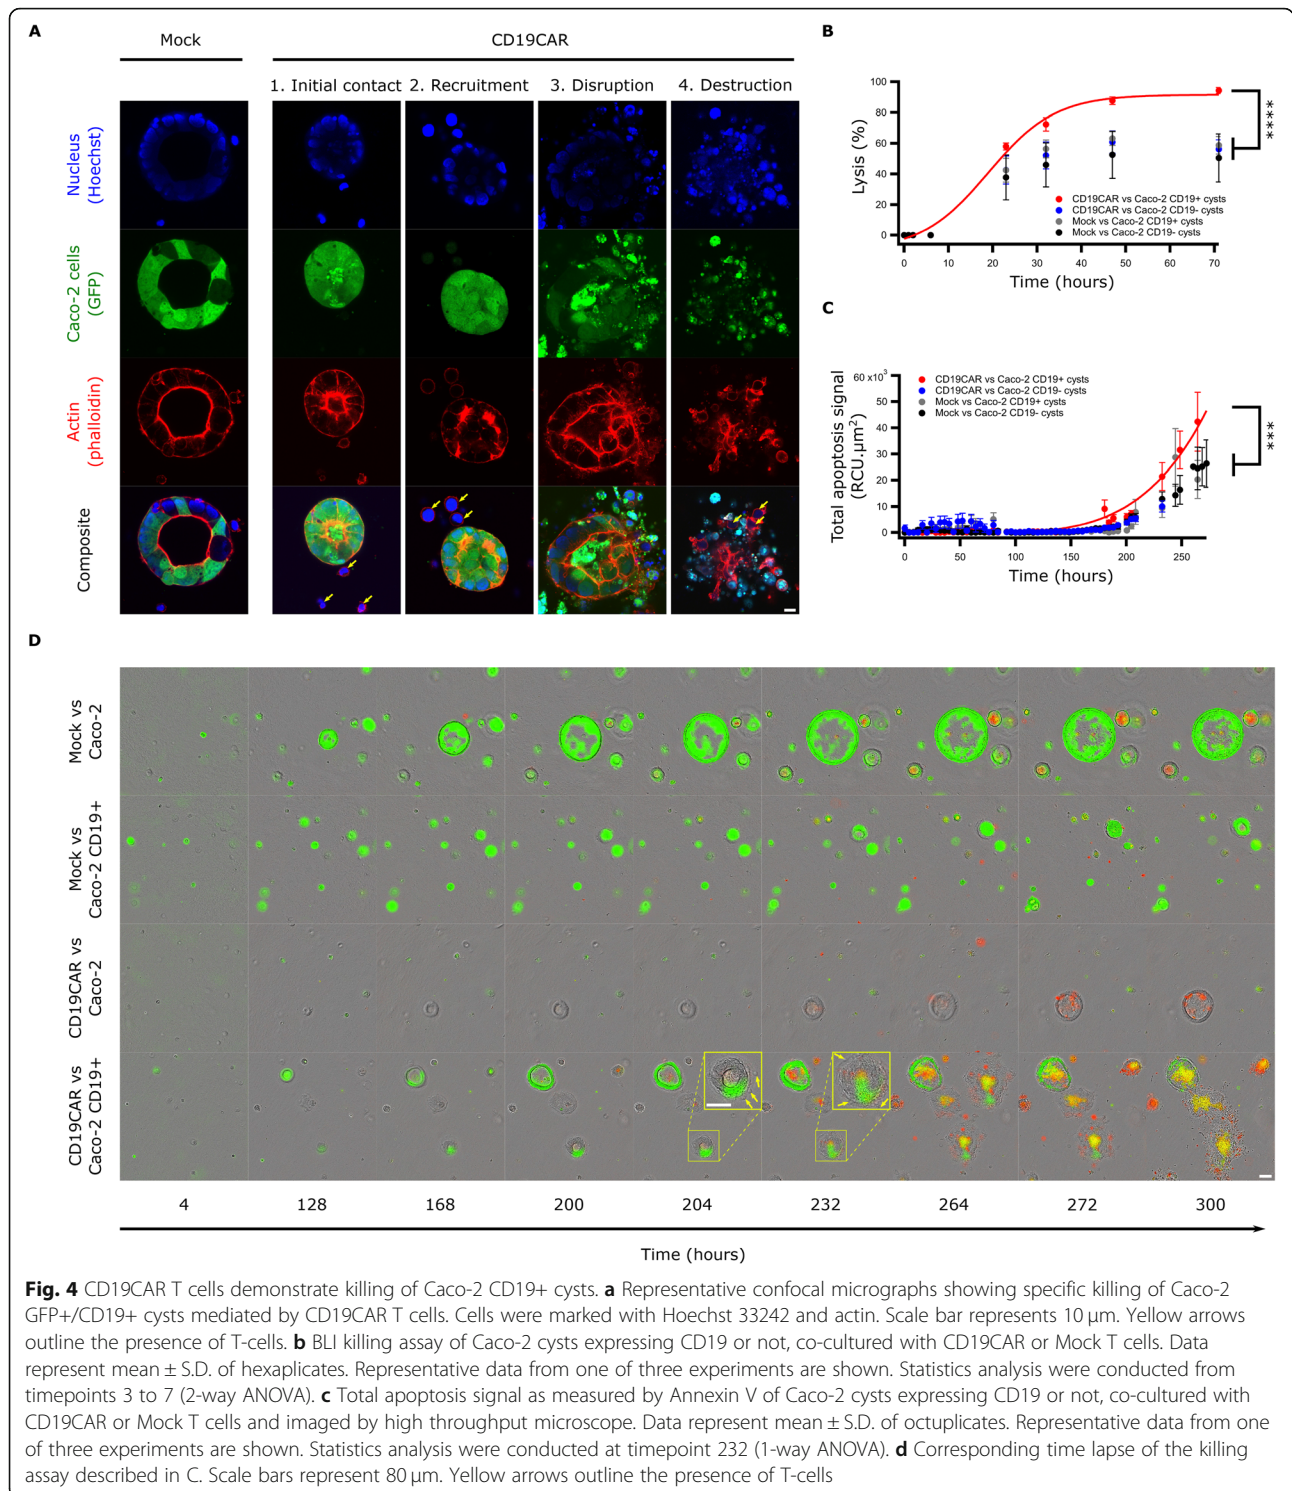 A
Mock
CD19CAR
1. Initial contact
2. Recruitment
3. Disruption
4. Destruction
Nucleus
(Hoechst)
Caco-2 cells
(GFP)
Actin
(phalloidin)
Composite
B
Lysis (%)
100
80
60
40
20
0
0 10 20 30 40 50 60 70
Time (hours)
CD19CAR vs Caco-2 CD19+ cysts
CD19CAR vs Caco-2 CD19- cysts
Mock vs Caco-2 CD19+ cysts
Mock vs Caco-2 CD19- cysts
****
C
Total apoptosis signal
(RCU.µm²)
60 x10³
50
40
30
20
10
0
0 50 100 150 200 250
Time (hours)
CD19CAR vs Caco-2 CD19+ cysts
CD19CAR vs Caco-2 CD19- cysts
Mock vs Caco-2 CD19+ cysts
Mock vs Caco-2 CD19- cysts
***
D
Mock vs
Caco-2
Mock vs
Caco-2 CD19+
CD19CAR vs
Caco-2
CD19CAR vs
Caco-2 CD19+
4 128 168 200 204 232 264 272 300
Time (hours)
Fig. 4 CD19CAR T cells demonstrate killing of Caco-2 CD19+ cysts. a Representative confocal micrographs showing specific killing of Caco-2
GFP+/CD19+ cysts mediated by CD19CAR T cells. Cells were marked with Hoechst 33242 and actin. Scale bar represents 10 µm. Yellow arrows
outline the presence of T-cells. b BLI killing assay of Caco-2 cysts expressing CD19 or not, co-cultured with CD19CAR or Mock T cells. Data
represent mean ± S.D. of hexaplicates. Representative data from one of three experiments are shown. Statistics analysis were conducted from
timepoints 3 to 7 (2-way ANOVA). c Total apoptosis signal as measured by Annexin V of Caco-2 cysts expressing CD19 or not, co-cultured with
CD19CAR or Mock T cells and imaged by high throughput microscope. Data represent mean ± S.D. of octuplicates. Representative data from one
of three experiments are shown. Statistics analysis were conducted at timepoint 232 (1-way ANOVA). d Corresponding time lapse of the killing
assay described in C. Scale bars represent 80 µm. Yellow arrows outline the presence of T-cells